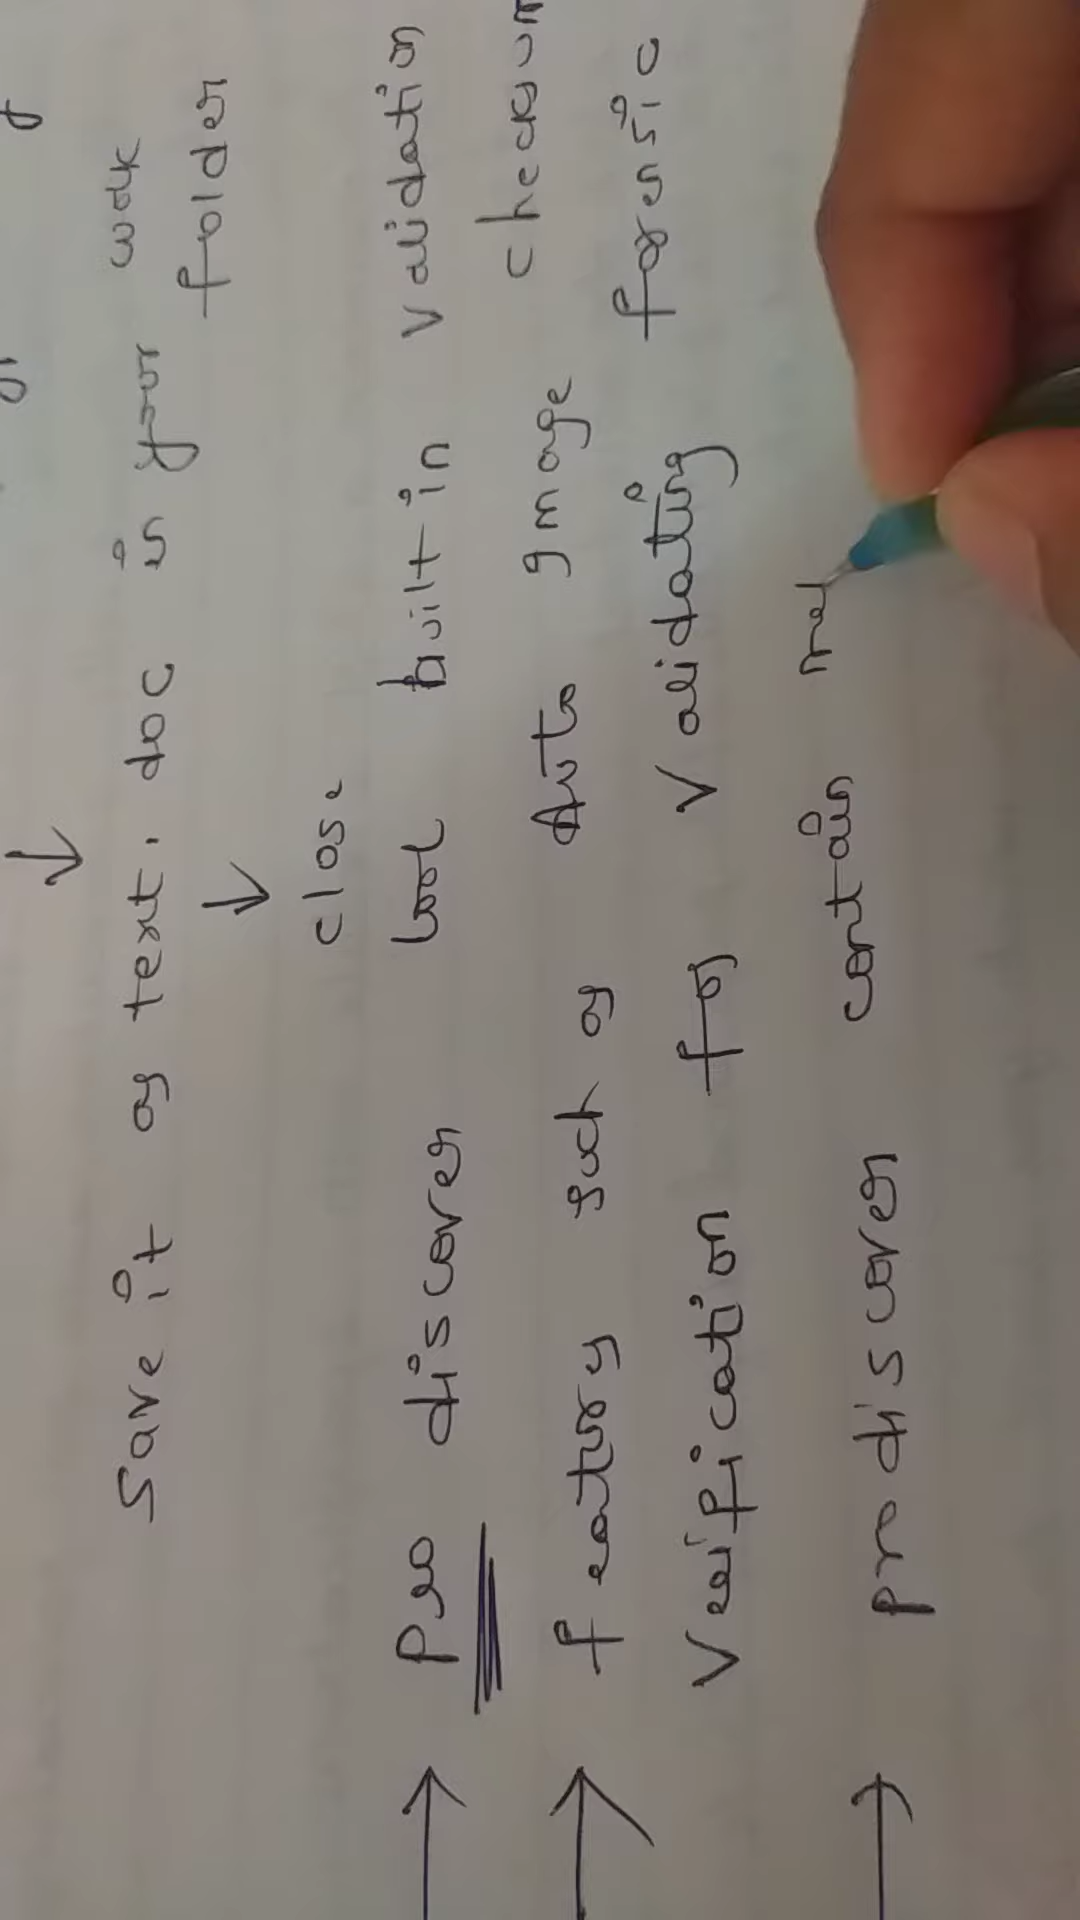 ↓
Save it as text.doc in your work
folder
↓
close
→ Pro discover tool built in validation
→ features such as Auto Image Checksum
Verification for Validating forensic
→ pro discover contain me